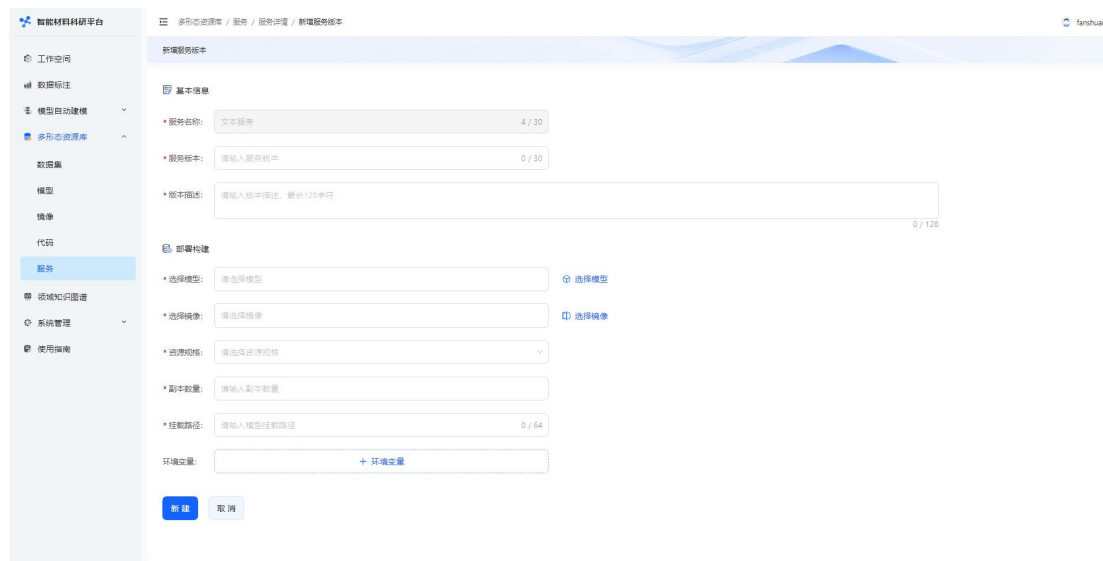 智能材料科研平台
多形态资源库 / 服务 / 服务详情 / 新增服务版本
fanshuai
工作空间
数据标注
模型自动建模
多形态资源库
数据集
模型
镜像
代码
服务
领域知识图谱
系统管理
使用指南
新增服务版本
基本信息
* 服务名称: 文本服务 4 / 30
* 服务版本: 请输入服务版本 0 / 30
* 版本描述: 请输入版本描述，最长128字符
0 / 128
部署构建
* 选择模型: 请选择模型 选择模型
* 选择镜像: 请选择镜像 选择镜像
* 资源规格: 请选择资源规格
* 副本数量: 请输入副本数量
* 挂载路径: 请输入模型挂载路径 0 / 64
环境变量: + 环境变量
新 建 取 消